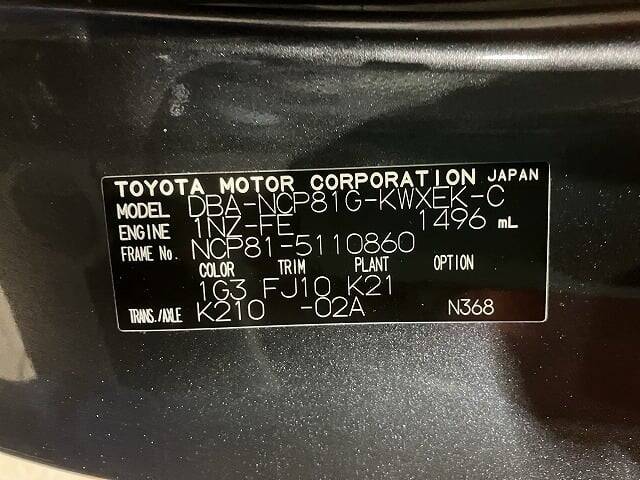 TOYOTA MOTOR CORPORATION JAPAN
MODEL DBA-NCP81G-KWXEK-C
ENGINE 1NZ-FE 1496 mL
FRAME No. NCP81-5110860
COLOR TRIM PLANT OPTION
1G3 FJ10 K21
TRANS./AXLE K210 -02A N368